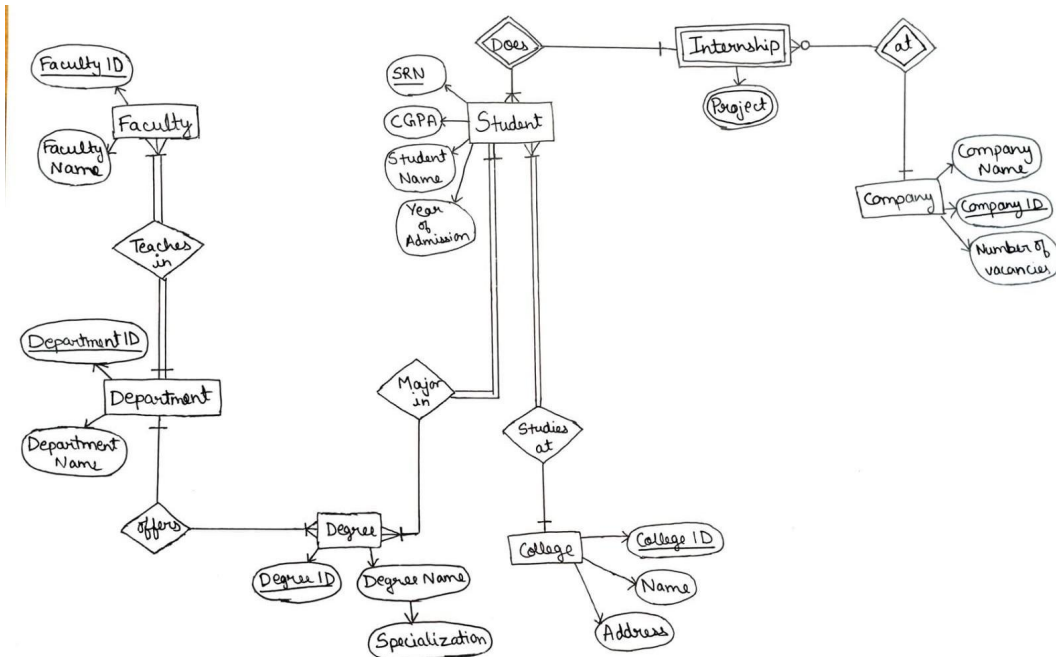 Does
Internship
at
Faculty ID
SRN
Project
Faculty
CGPA
Student
Faculty
Name
Student
Name
Company
Name
Company
Company ID
Year
of
Admission
Number of
vacancies
Teaches
in
Department ID
Department
Major
in
Department
Name
Studies
at
offers
Degree
College
College ID
Degree ID
Degree Name
Name
Address
Specialization